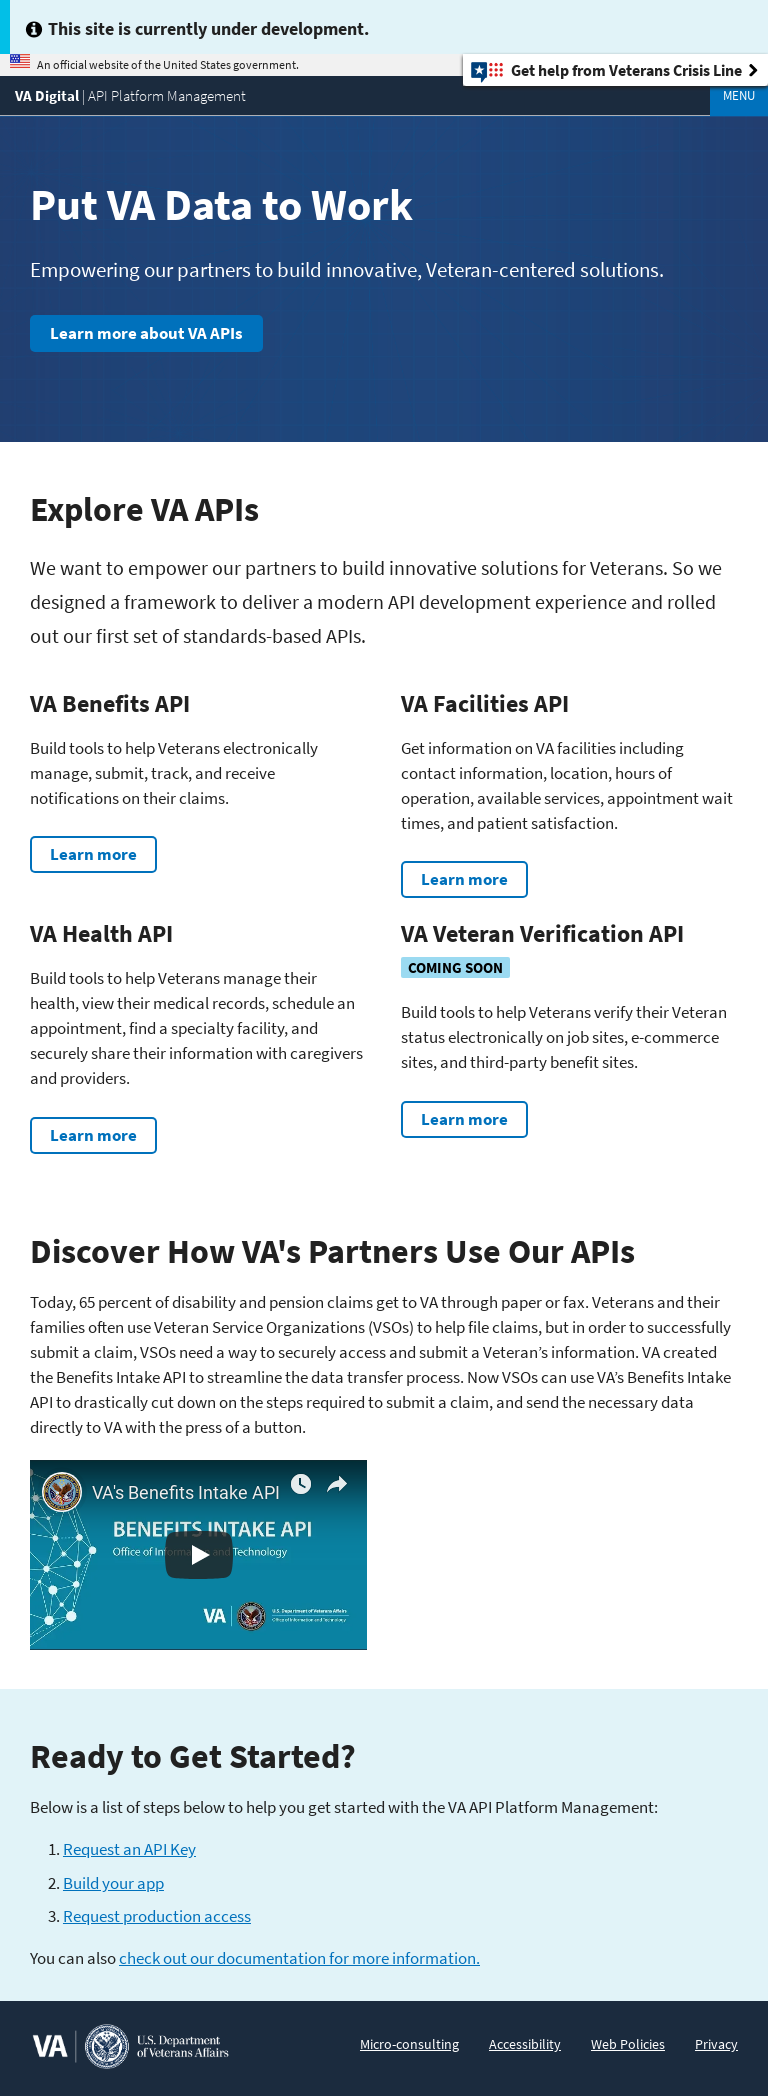 This site is currently under development.
An official website of the United States government.
Get help from Veterans Crisis Line
VA Digital | API Platform Management
MENU
Put VA Data to Work
Empowering our partners to build innovative, Veteran-centered solutions.
Learn more about VA APIs
Explore VA APIs
We want to empower our partners to build innovative solutions for Veterans. So we
designed a framework to deliver a modern API development experience and rolled
out our first set of standards-based APIs.
VA Benefits API
Build tools to help Veterans electronically
manage, submit, track, and receive
notifications on their claims.
Learn more
VA Facilities API
Get information on VA facilities including
contact information, location, hours of
operation, available services, appointment wait
times, and patient satisfaction.
Learn more
VA Health API
Build tools to help Veterans manage their
health, view their medical records, schedule an
appointment, find a specialty facility, and
securely share their information with caregivers
and providers.
Learn more
VA Veteran Verification API
COMING SOON
Build tools to help Veterans verify their Veteran
status electronically on job sites, e-commerce
sites, and third-party benefit sites.
Learn more
Discover How VA's Partners Use Our APIs
Today, 65 percent of disability and pension claims get to VA through paper or fax. Veterans and their
families often use Veteran Service Organizations (VSOs) to help file claims, but in order to successfully
submit a claim, VSOs need a way to securely access and submit a Veteran’s information. VA created
the Benefits Intake API to streamline the data transfer process. Now VSOs can use VA’s Benefits Intake
API to drastically cut down on the steps required to submit a claim, and send the necessary data
directly to VA with the press of a button.
VA's Benefits Intake API
BENEFITS INTAKE API
Office of Information and Technology
VA
U.S. Department of Veterans Affairs
Office of Information and Technology
Ready to Get Started?
Below is a list of steps below to help you get started with the VA API Platform Management:
1. Request an API Key
2. Build your app
3. Request production access
You can also check out our documentation for more information.
VA
U.S. Department
of Veterans Affairs
Micro-consulting
Accessibility
Web Policies
Privacy